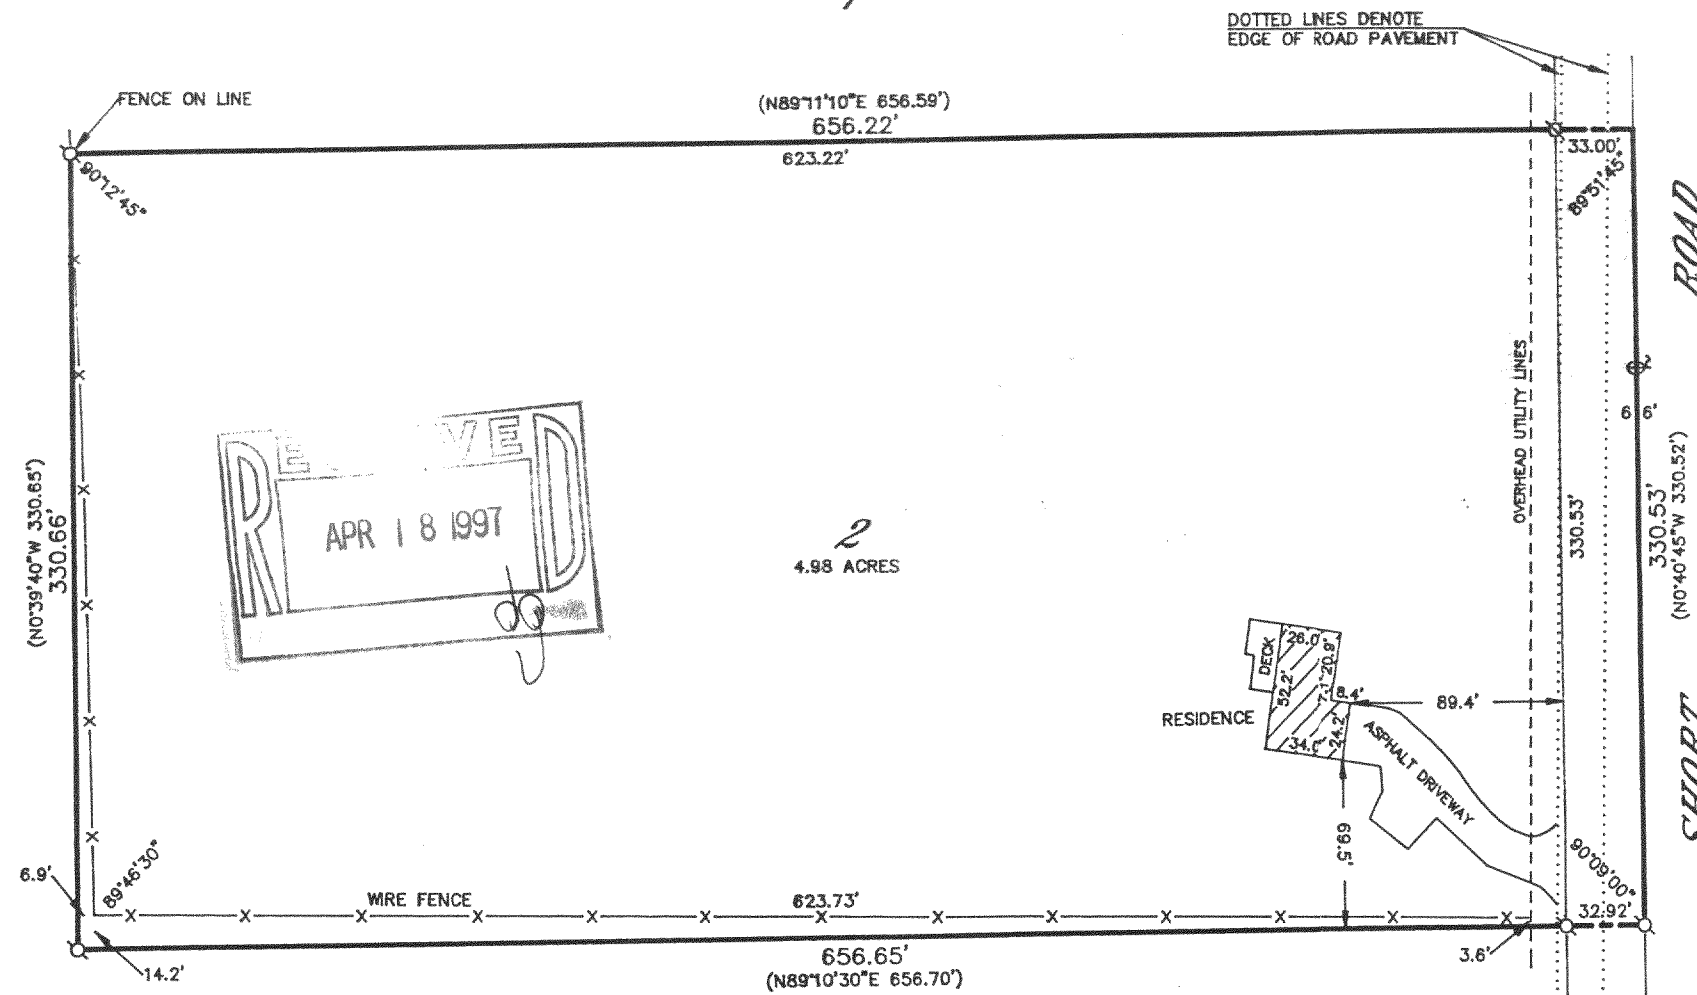 DOTTED LINES DENOTE
EDGE OF ROAD PAVEMENT
FENCE ON LINE
(N89°11'10"E 656.59')
656.22'
623.22'
33.00'
90°12'45"
89°51'45"
ROAD
OVERHEAD UTILITY LINES
330.53'
330.53'
(N0°40'45"W 330.52')
(N0°39'40"W 330.65')
330.66'
APR 18 1997
2
4.98 ACRES
DECK
26.0'
20.9'
7.1'
52.2'
8.4'
89.4'
RESIDENCE
34.0'
24.2'
ASPHALT DRIVEWAY
69.5'
SHORT
90°09'00"
32.92'
6.9'
89°46'30"
WIRE FENCE
623.73'
14.2'
3.6'
656.65'
(N89°10'30"E 656.70')